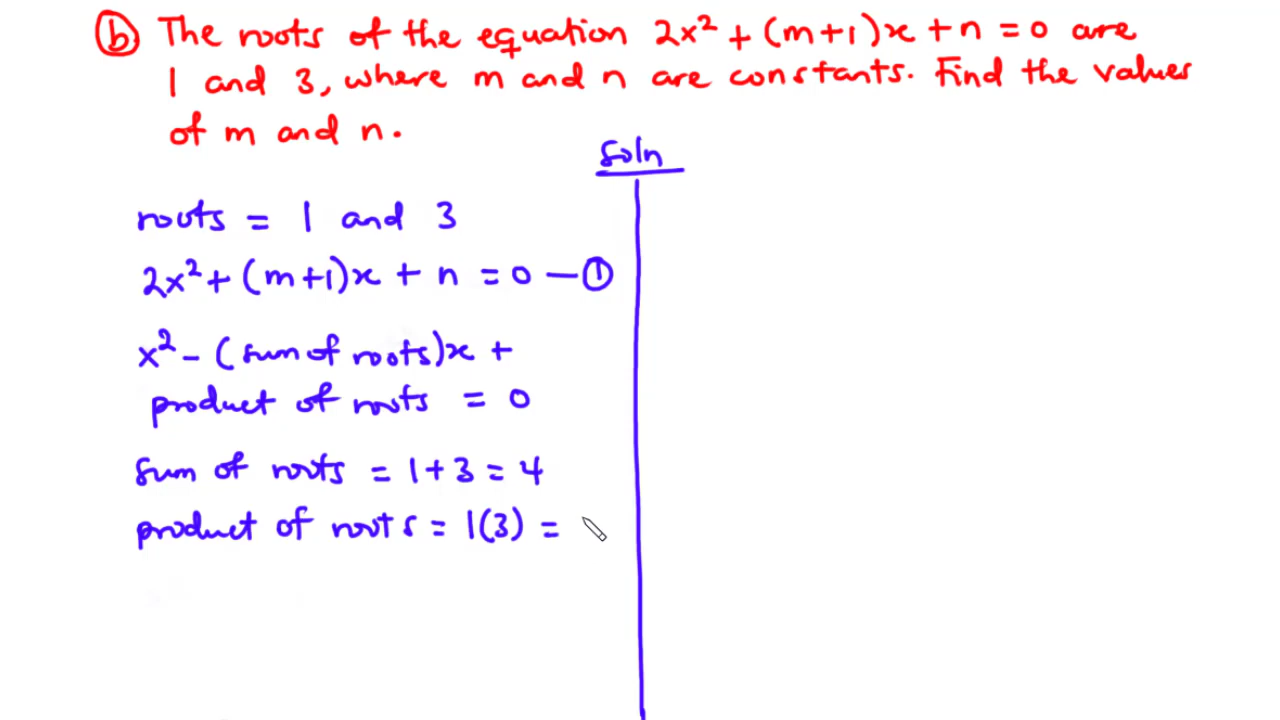 ⓑ The roots of the equation 2x² + (m+1)x + n = 0 are
1 and 3, where m and n are constants. Find the values
of m and n.
Soln
roots = 1 and 3
2x² + (m+1)x + n = 0 — ①
x² - (sum of roots)x +
product of roots = 0
sum of roots = 1 + 3 = 4
product of roots = 1(3) =